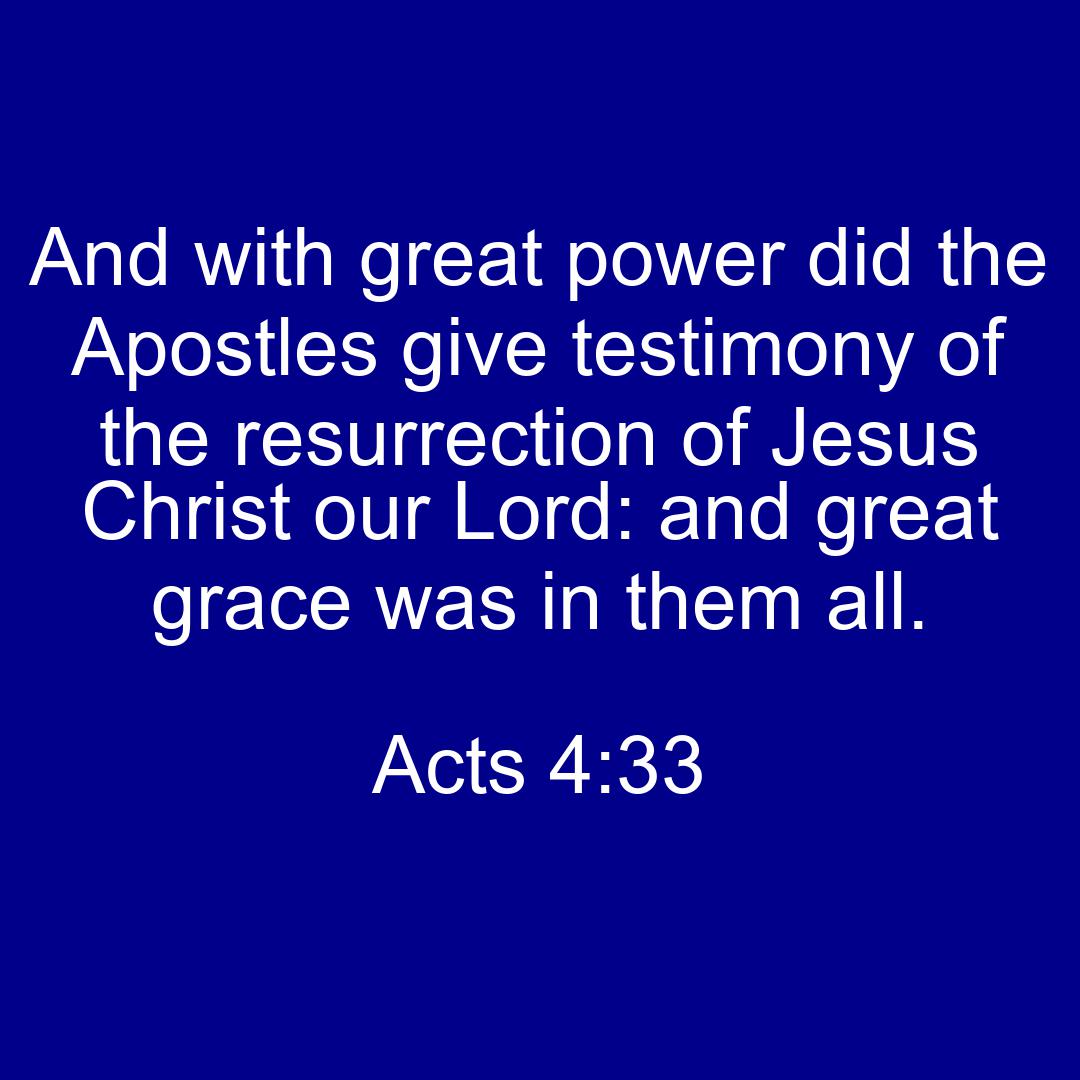 And with great power did the
Apostles give testimony of
the resurrection of Jesus
Christ our Lord: and great
grace was in them all.
Acts 4:33